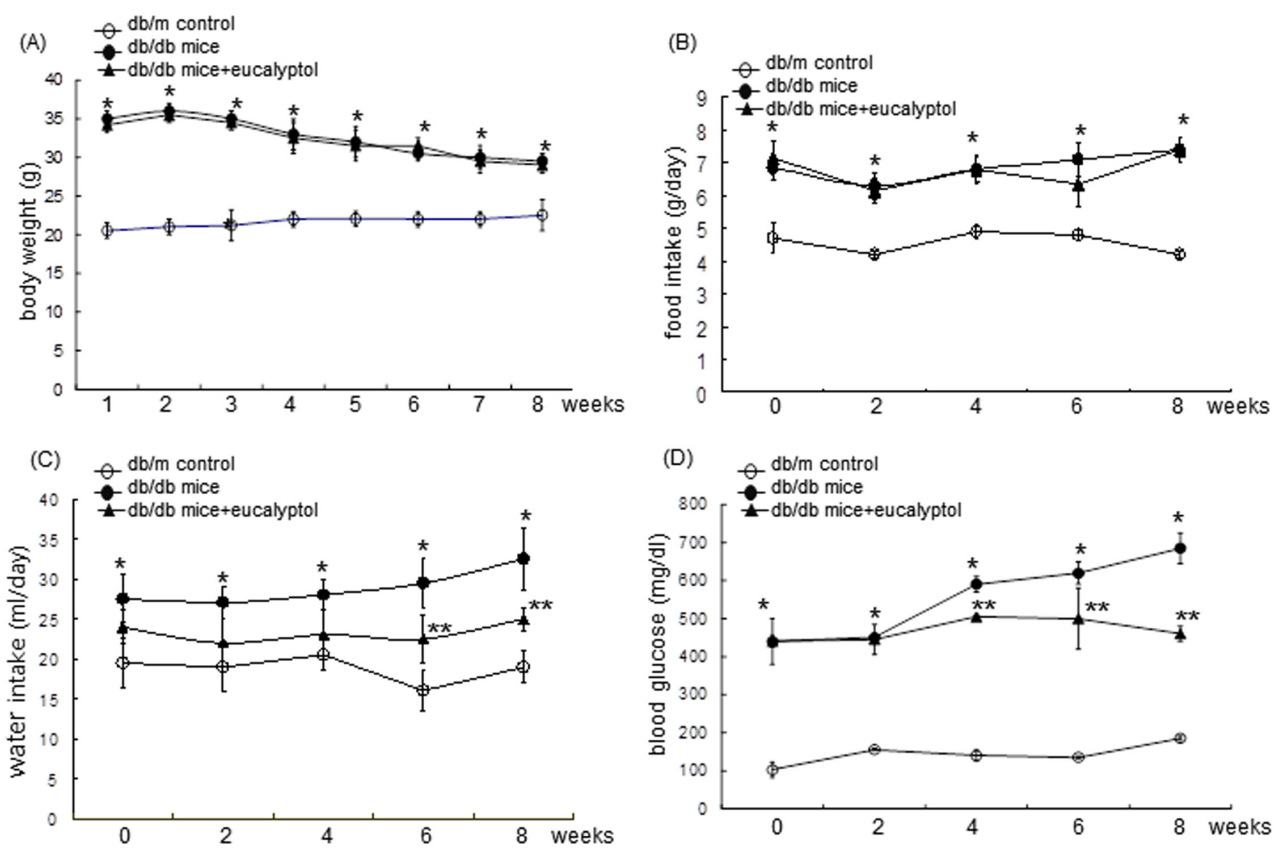 (A)
db/m control
db/db mice
db/db mice+eucalyptol
40
35
30
25
20
15
10
5
0
body weight (g)
* * * * * * * *
*
1 2 3 4 5 6 7 8 weeks
(B)
db/m control
db/db mice
db/db mice+eucalyptol
9
8
7
6
5
4
3
2
1
0
food intake (g/day)
* * * * *
0 2 4 6 8 weeks
(C)
db/m control
db/db mice
db/db mice+eucalyptol
40
35
30
25
20
15
10
5
0
water intake (ml/day)
* * * * *
** **
0 2 4 6 8 weeks
(D)
db/m control
db/db mice
db/db mice+eucalyptol
800
700
600
500
400
300
200
100
0
blood glucose (mg/dl)
* * * * *
** ** **
0 2 4 6 8 weeks